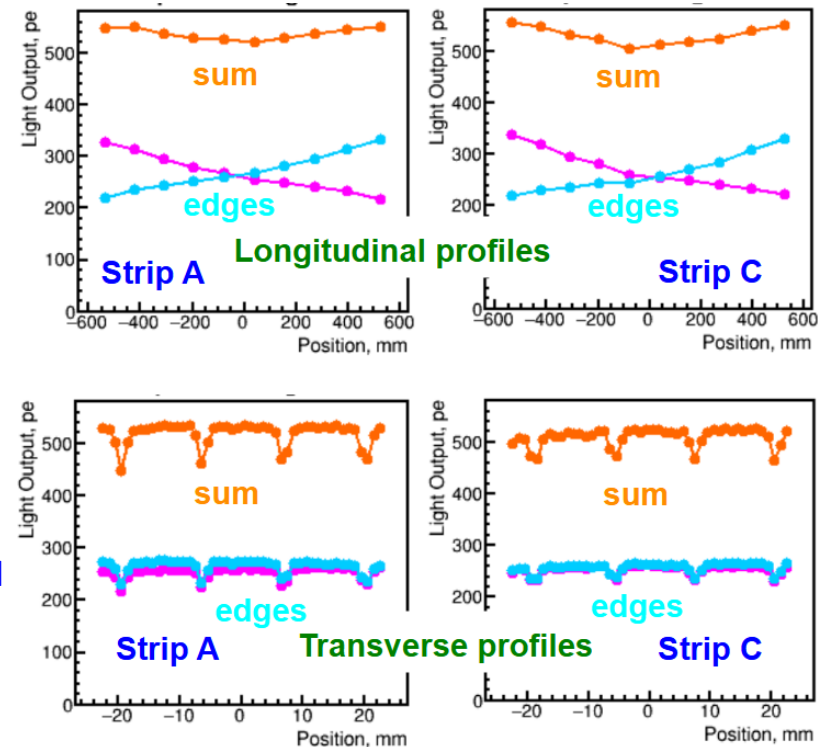 Light Output, pe
500
400
300
200
100
0
sum
edges
Strip A
−600 −400 −200 0 200 400 600
Position, mm
Light Output, pe
500
400
300
200
0
sum
edges
Strip C
−600 −400 −200 0 200 400 600
Position, mm
Longitudinal profiles
Light Output, pe
500
400
300
200
100
0
sum
edges
Strip A
−20 −10 0 10 20
Position, mm
Light Output, pe
500
400
300
200
0
sum
edges
Strip C
−20 −10 0 10 20
Position, mm
Transverse profiles